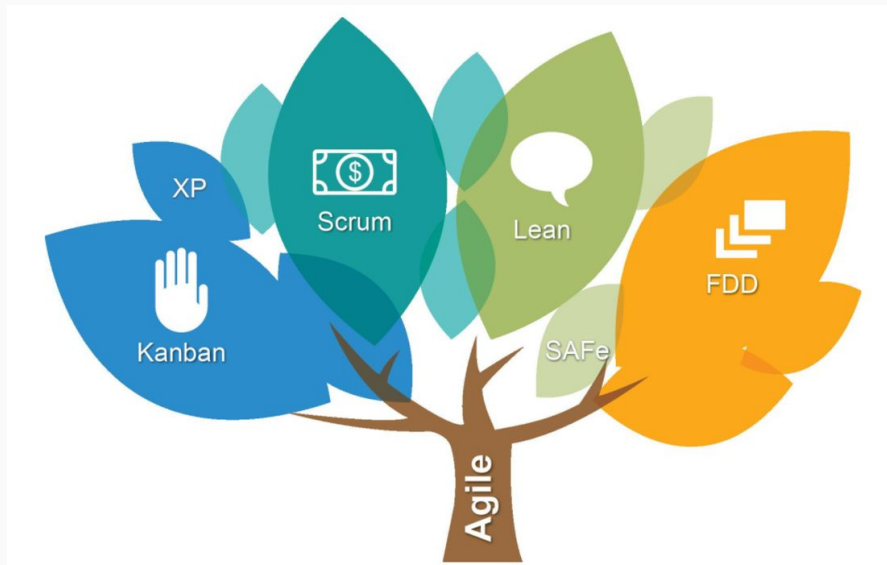 XP
Scrum
Lean
FDD
Kanban
SAFe
Agile
$